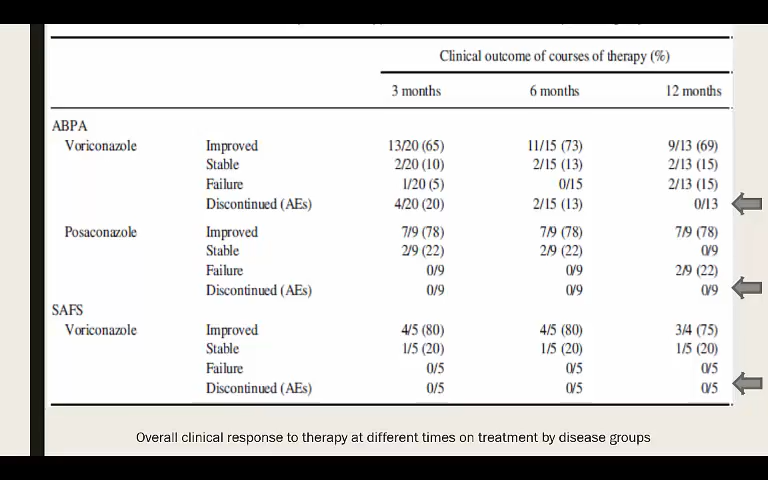 Clinical outcome of courses of therapy (%)
3 months 6 months 12 months
ABPA
Voriconazole Improved 13/20 (65) 11/15 (73) 9/13 (69)
Stable 2/20 (10) 2/15 (13) 2/13 (15)
Failure 1/20 (5) 0/15 2/13 (15)
Discontinued (AEs) 4/20 (20) 2/15 (13) 0/13
Posaconazole Improved 7/9 (78) 7/9 (78) 7/9 (78)
Stable 2/9 (22) 2/9 (22) 0/9
Failure 0/9 0/9 2/9 (22)
Discontinued (AEs) 0/9 0/9 0/9
SAFS
Voriconazole Improved 4/5 (80) 4/5 (80) 3/4 (75)
Stable 1/5 (20) 1/5 (20) 1/5 (20)
Failure 0/5 0/5 0/5
Discontinued (AEs) 0/5 0/5 0/5
Overall clinical response to therapy at different times on treatment by disease groups